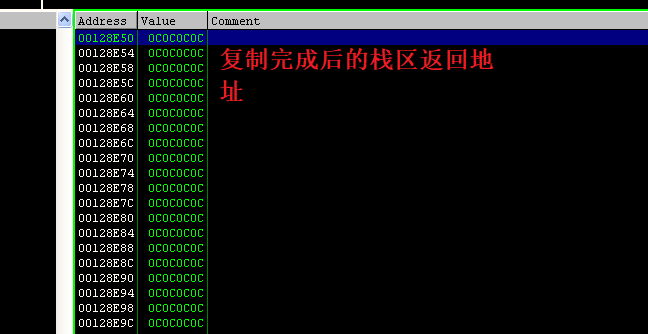 Address Value Comment
00128E50 0C0C0C0C
00128E54 0C0C0C0C 复制完成后的栈区返回地
00128E58 0C0C0C0C
00128E5C 0C0C0C0C 址
00128E60 0C0C0C0C
00128E64 0C0C0C0C
00128E68 0C0C0C0C
00128E6C 0C0C0C0C
00128E70 0C0C0C0C
00128E74 0C0C0C0C
00128E78 0C0C0C0C
00128E7C 0C0C0C0C
00128E80 0C0C0C0C
00128E84 0C0C0C0C
00128E88 0C0C0C0C
00128E8C 0C0C0C0C
00128E90 0C0C0C0C
00128E94 0C0C0C0C
00128E98 0C0C0C0C
00128E9C 0C0C0C0C